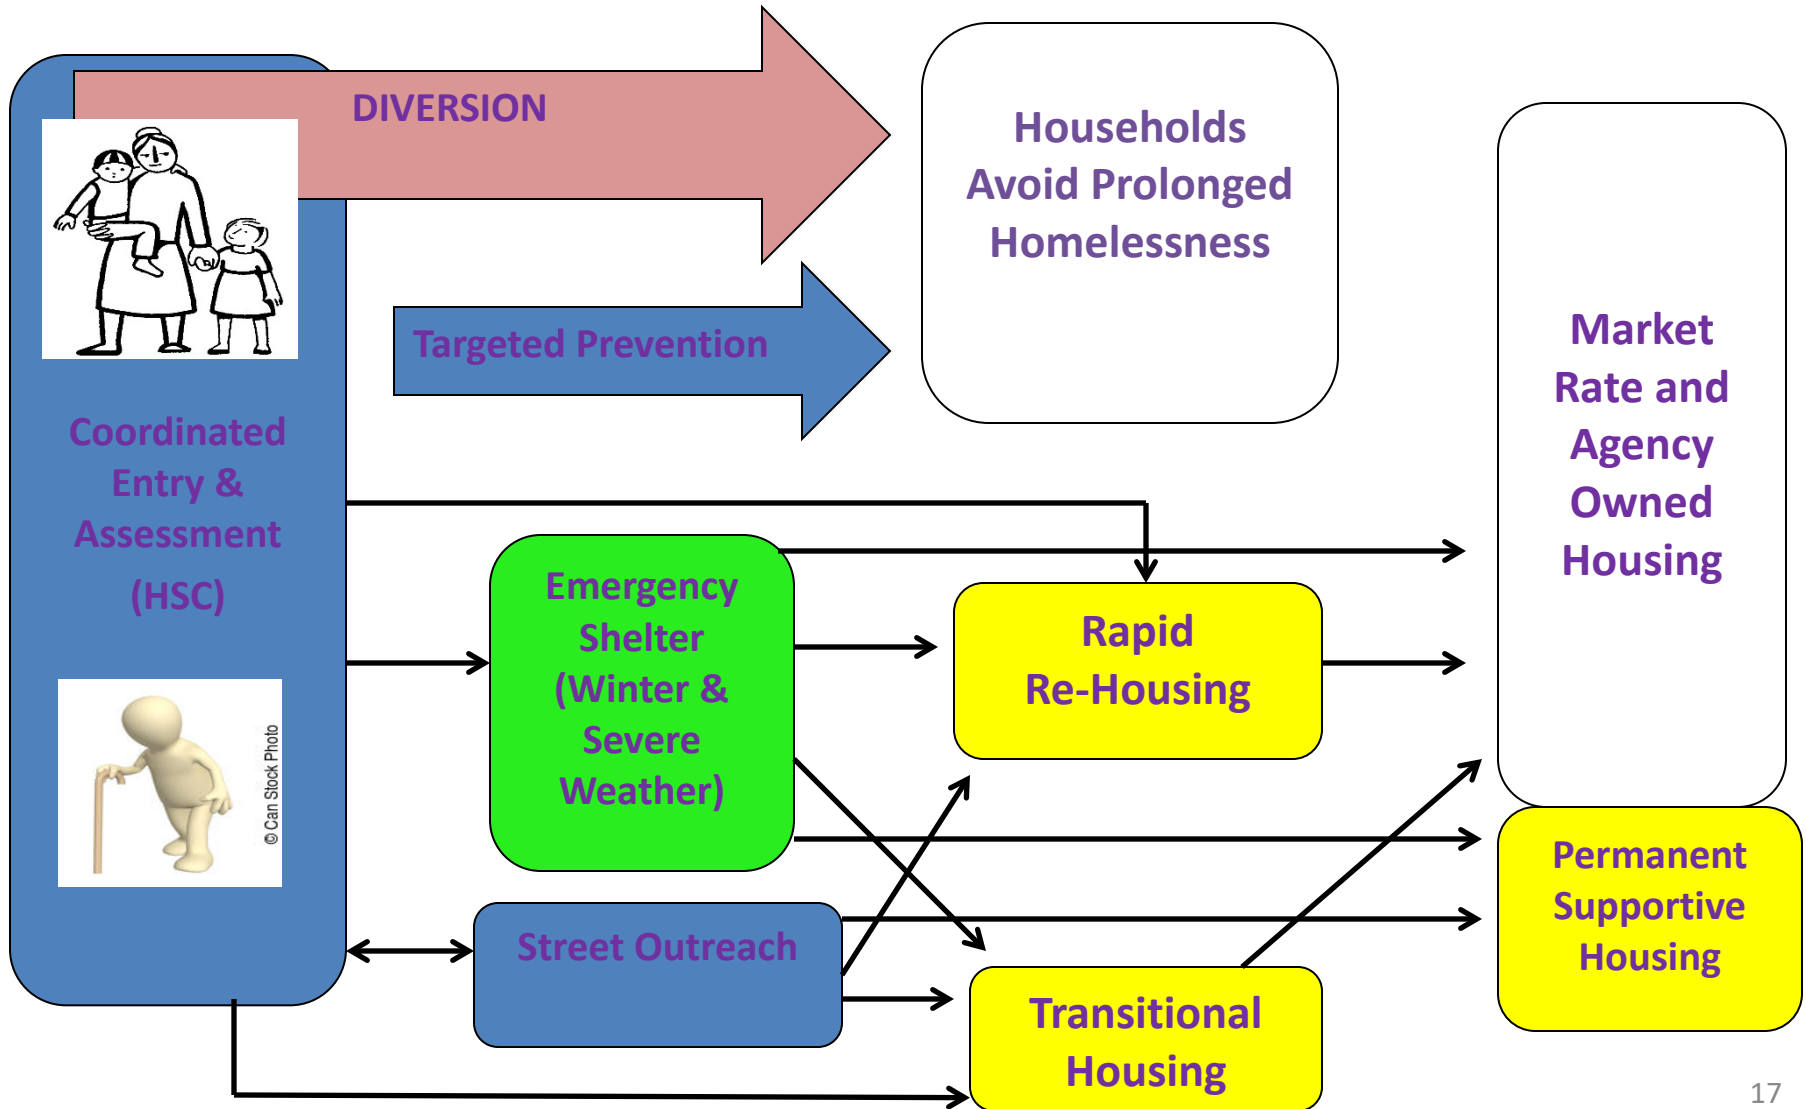 DIVERSION
Households
Avoid Prolonged
Homelessness
Targeted Prevention
Market
Rate and
Agency
Owned
Housing
Coordinated
Entry &
Assessment
(HSC)
Emergency
Shelter
(Winter &
Severe
Weather)
Rapid
Re-Housing
© Can Stock Photo
Permanent
Supportive
Housing
Street Outreach
Transitional
Housing
17